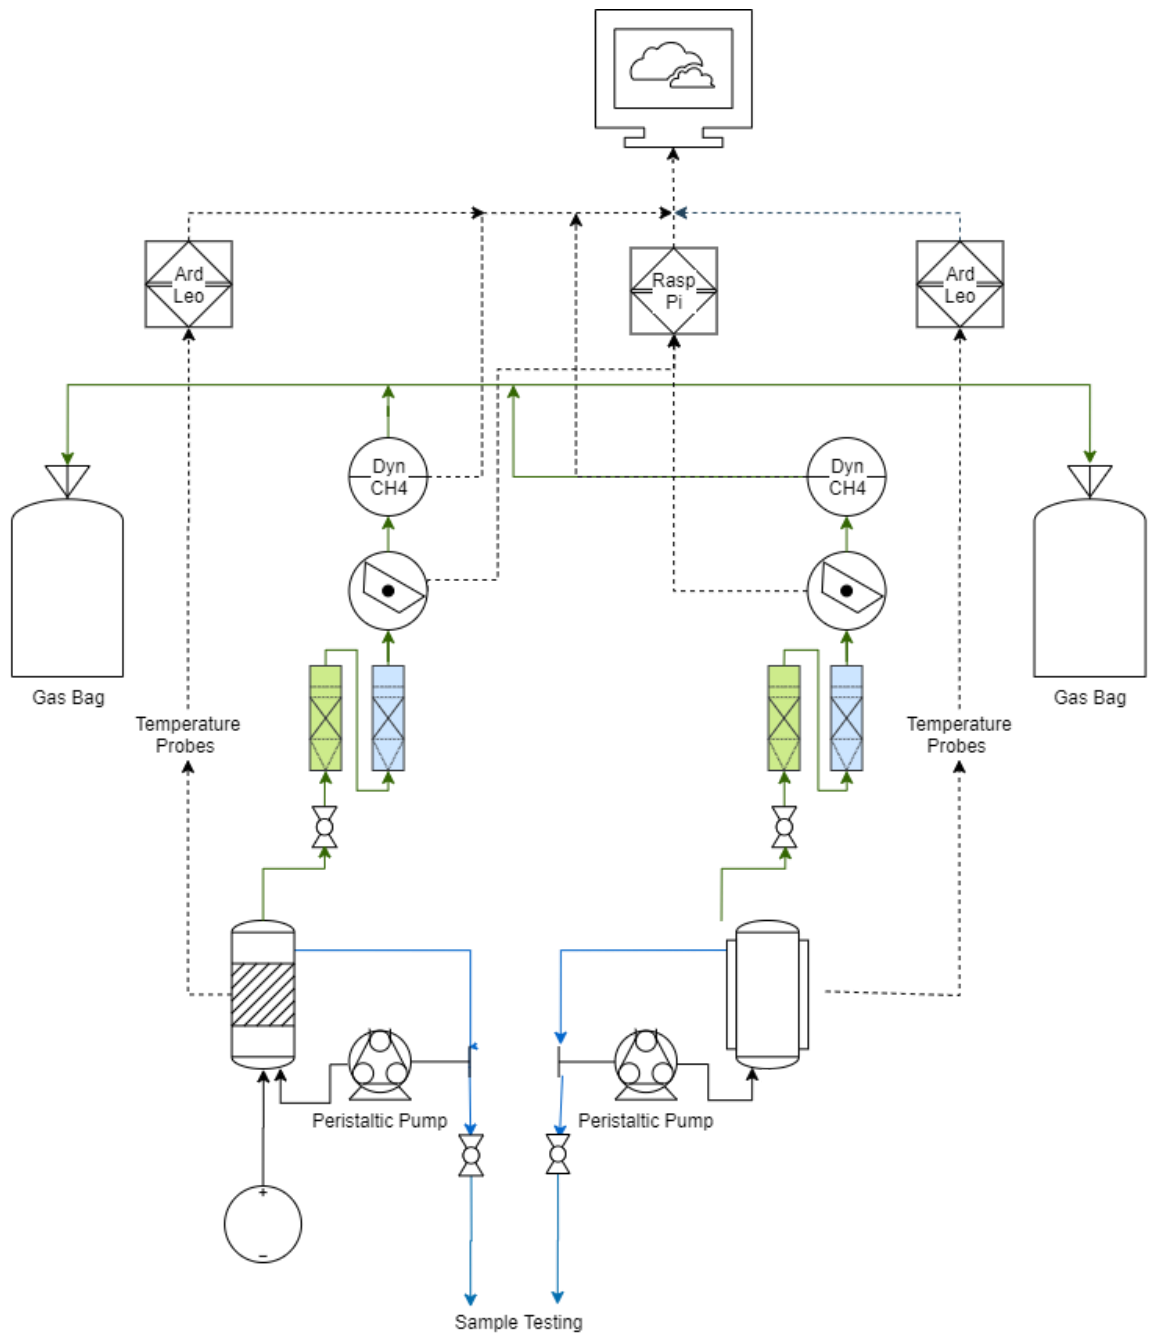 Ard
Leo
Rasp
Pi
Ard
Leo
Dyn
CH4
Dyn
CH4
Gas Bag
Gas Bag
Temperature
Probes
Temperature
Probes
Peristaltic Pump
Peristaltic Pump
+
−
Sample Testing